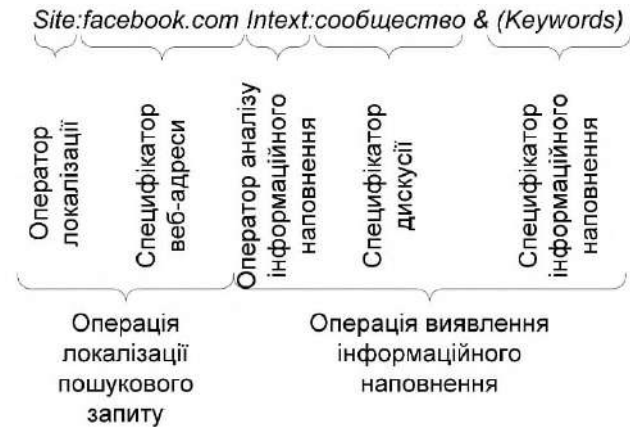 Site:facebook.com Intext:сообщество & (Keywords)
Оператор
локалізації
Специфікатор
веб-адреси
Оператор аналізу
інформаційного
наповнення
Специфікатор
дискусії
Специфікатор
інформаційного
наповнення
Операція
локалізації
пошукового
запиту
Операція виявлення
інформаційного
наповнення